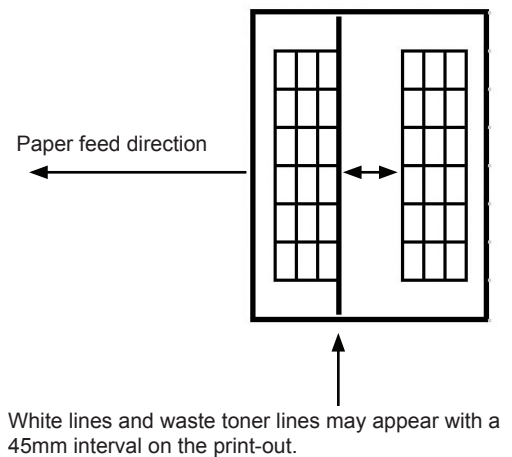 Paper feed direction
White lines and waste toner lines may appear with a
45mm interval on the print-out.